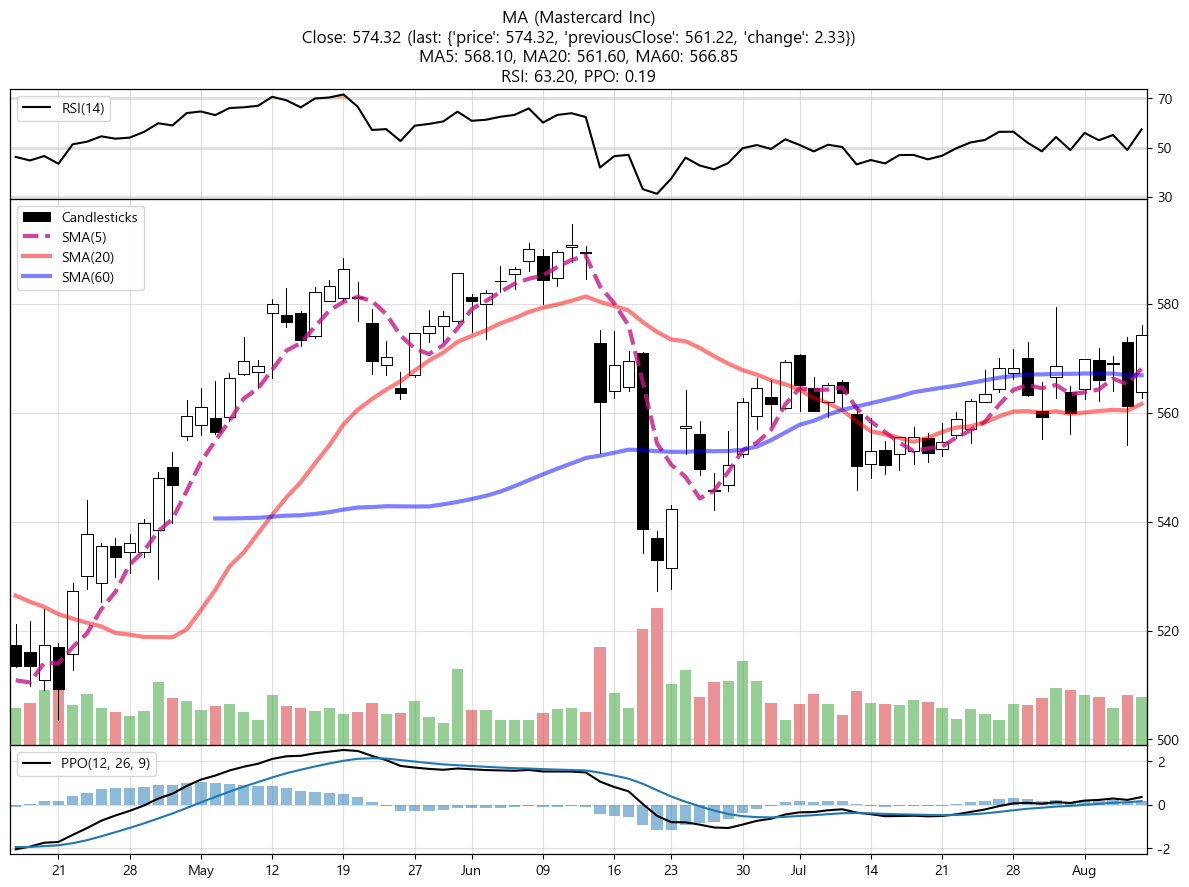 MA (Mastercard Inc)
Close: 574.32 (last: {'price': 574.32, 'previousClose': 561.22, 'change': 2.33})
MA5: 568.10, MA20: 561.60, MA60: 566.85
RSI: 63.20, PPO: 0.19
RSI(14)
70
50
30
Candlesticks
SMA(5)
SMA(20)
SMA(60)
580
560
540
520
500
PPO(12, 26, 9)
2
0
-2
21 28 May 12 19 27 Jun 09 16 23 30 Jul 14 21 28 Aug